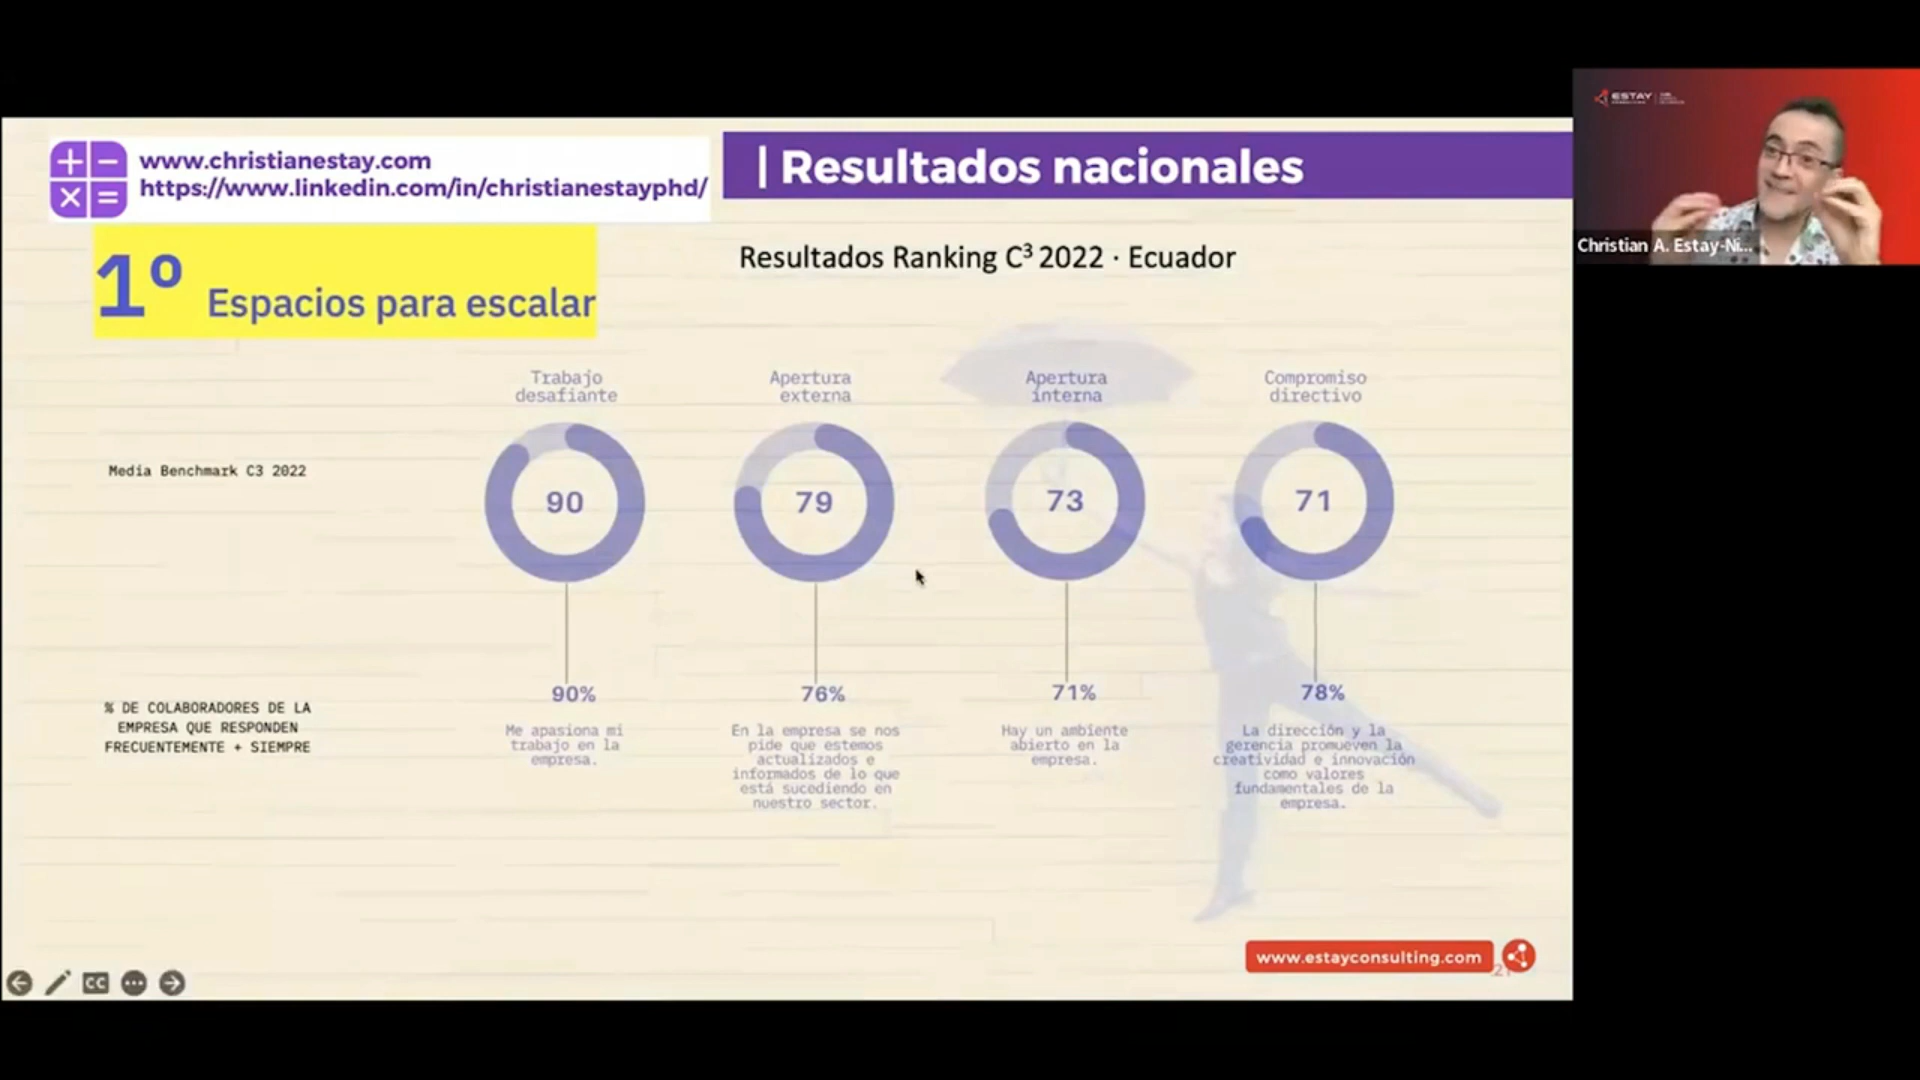 www.christianestay.com
https://www.linkedin.com/in/christianestayphd/
| Resultados nacionales
ESTAY
Christian A. Estay-Ni...
1º Espacios para escalar
Resultados Ranking C³ 2022 · Ecuador
Trabajo
desafiante
Apertura
externa
Apertura
interna
Compromiso
directivo
Media Benchmark C3 2022
90
79
73
71
% DE COLABORADORES DE LA
EMPRESA QUE RESPONDEN
FRECUENTEMENTE + SIEMPRE
90%
Me apasiona mi
trabajo en la
empresa.
76%
En la empresa se nos
pide que estemos
actualizados e
informados de lo que
está sucediendo en
nuestro sector.
71%
Hay un ambiente
abierto en la
empresa.
78%
La dirección y la
gerencia promueven la
creatividad e innovación
como valores
fundamentales de la
empresa.
www.estayconsulting.com
CC